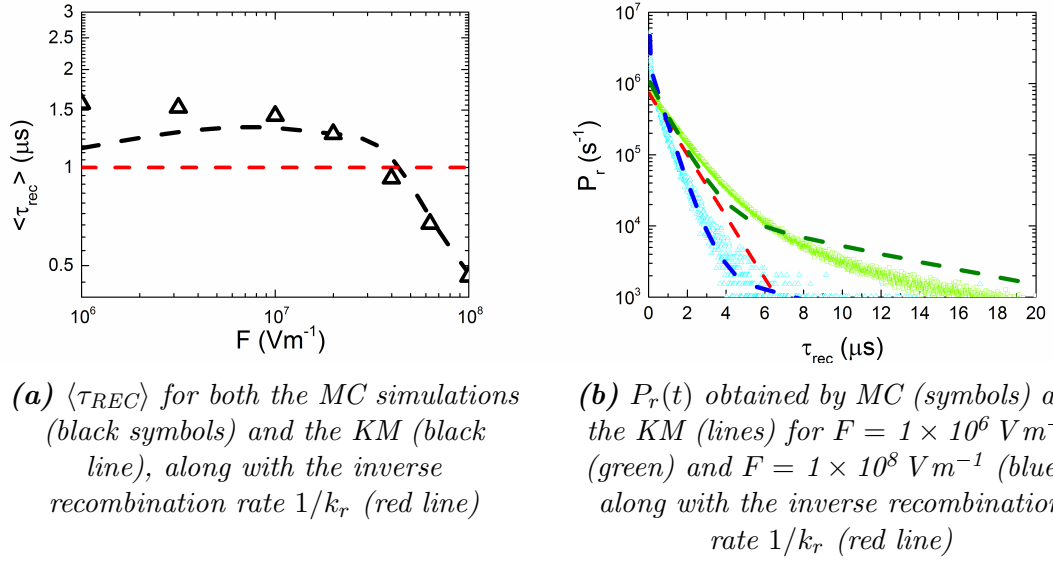 3
2
1.5
1
0.5
<τrec> (μs)
10^6 10^7 10^8
F (Vm^-1)
10^7
10^6
10^5
10^4
10^3
P_r (s^-1)
0 2 4 6 8 10 12 14 16 18 20
τ_rec (μs)
(a) ⟨τ_REC⟩ for both the MC simulations
(black symbols) and the KM (black
line), along with the inverse
recombination rate 1/k_r (red line)
(b) P_r(t) obtained by MC (symbols) a
the KM (lines) for F = 1 × 10^6 V m^−
(green) and F = 1 × 10^8 V m^−1 (blue
along with the inverse recombination
rate 1/k_r (red line)